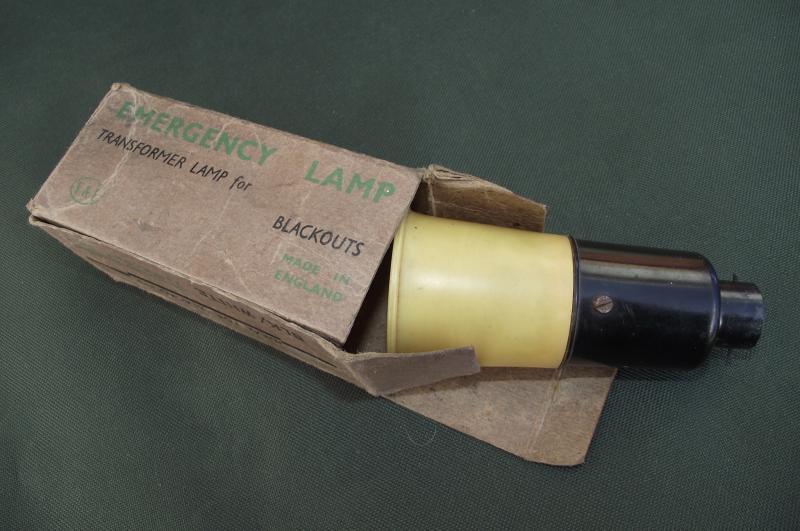 EMERGENCY LAMP
TRANSFORMER LAMP for
BLACKOUTS
MADE IN
ENGLAND